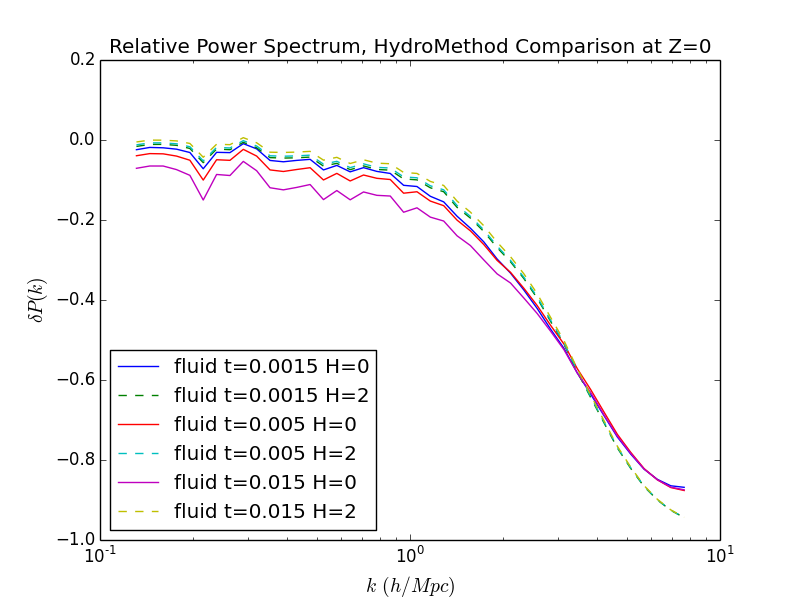 Relative Power Spectrum, HydroMethod Comparison at Z=0
0.2
0.0
−0.2
−0.4
−0.6
−0.8
−1.0
δP(k)
fluid t=0.0015 H=0
fluid t=0.0015 H=2
fluid t=0.005 H=0
fluid t=0.005 H=2
fluid t=0.015 H=0
fluid t=0.015 H=2
10⁻¹ 10⁰ 10¹
k (h/Mpc)